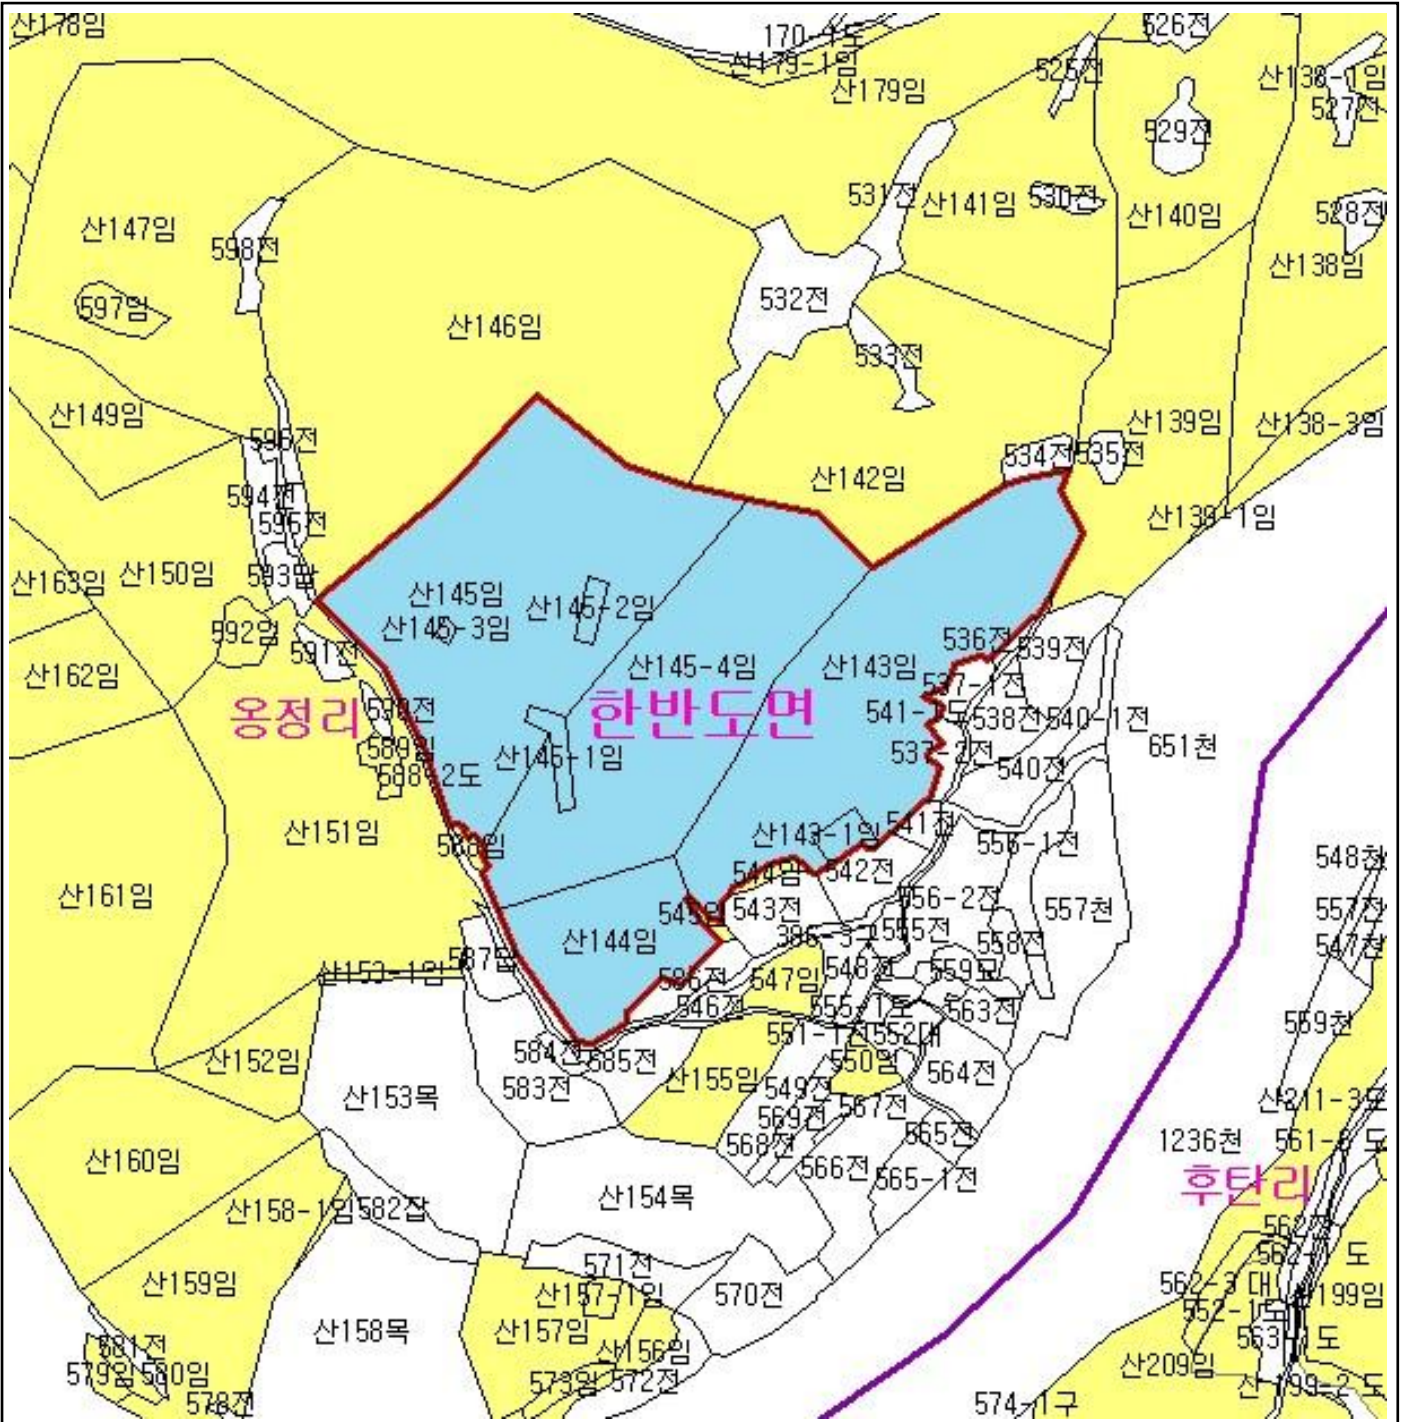 산178임
170-1도
526전
산179-1임
산179임
525전
산138-1임
527전
529전
531전
산141임
530전
산140임
528전
산147임
598전
산138임
597임
532전
산146임
533전
산149임
596전
산139임
산138-3임
534전
535전
산142임
594전
595전
산139-1임
산163임
산150임
593답
산145임
산145-2임
산145-3임
592임
591전
536전
539전
산162임
산145-4임
산143임
537-1전
옹정리
590전
한반도면
541-
도
538전
540-1전
589임
산145-1임
537-2전
651천
588-2도
540전
산151임
588임
산143-1임
541전
556-1전
548천
544임
542전
산161임
545임
543전
556-2전
557천
557전
산144임
386-3구
555전
558전
547천
산153-1임
587답
586전
547임
548전
559묘
546전
555-1도
563전
559천
551-1전
552대
584전
585전
550임
산152임
583전
산155임
549전
564전
산153목
567전
산211-3도
569전
565전
568전
1236천
561-6 도
산160임
566전
565-1전
후탄리
산158-1임
582잡
산154목
562전
571전
562-
도
산159임
산157-1임
570전
562-3 대
산199임
552-1도
산158목
산157임
563-1도
681전
산156임
579임
580임
573임
572전
산209임
산199-2 도
578전
574-1구